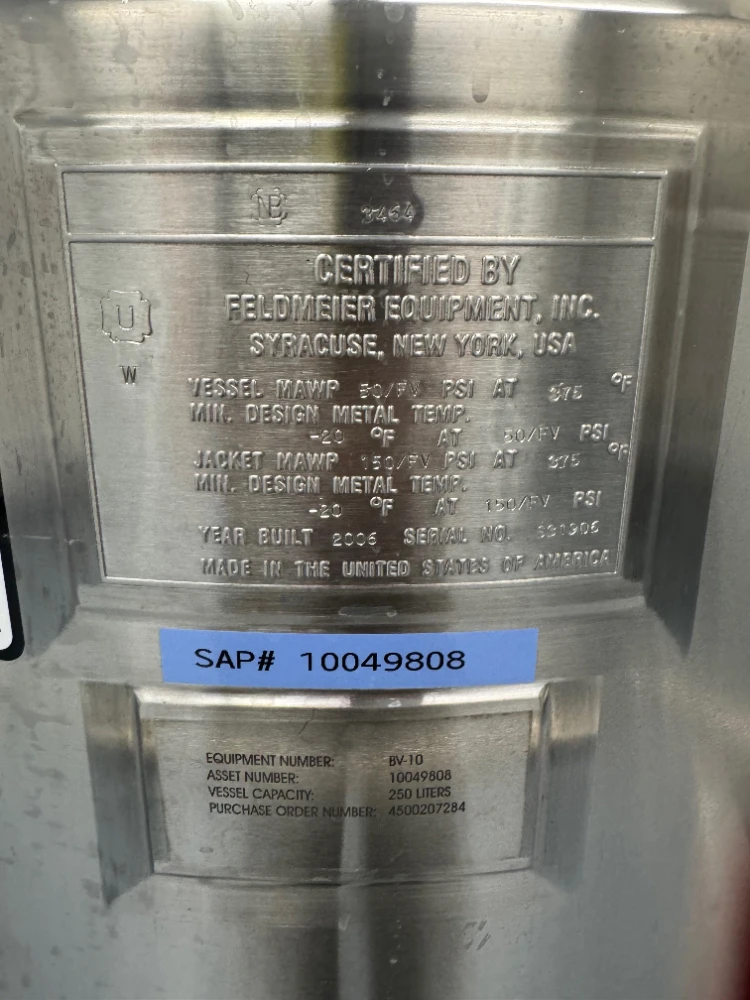 NB 3464
CERTIFIED BY
FELDMEIER EQUIPMENT, INC.
SYRACUSE, NEW YORK, USA
U
W
VESSEL MAWP 50/FV PSI AT 375 °F
MIN. DESIGN METAL TEMP.
-20 °F AT 50/FV PSI
JACKET MAWP 150/FV PSI AT 375 °F
MIN. DESIGN METAL TEMP.
-20 °F AT 150/FV PSI
YEAR BUILT 2006 SERIAL NO.
MADE IN THE UNITED STATES OF AMERICA
SAP# 10049808
EQUIPMENT NUMBER: BV-10
ASSET NUMBER: 10049808
VESSEL CAPACITY: 250 LITERS
PURCHASE ORDER NUMBER: 4500207284